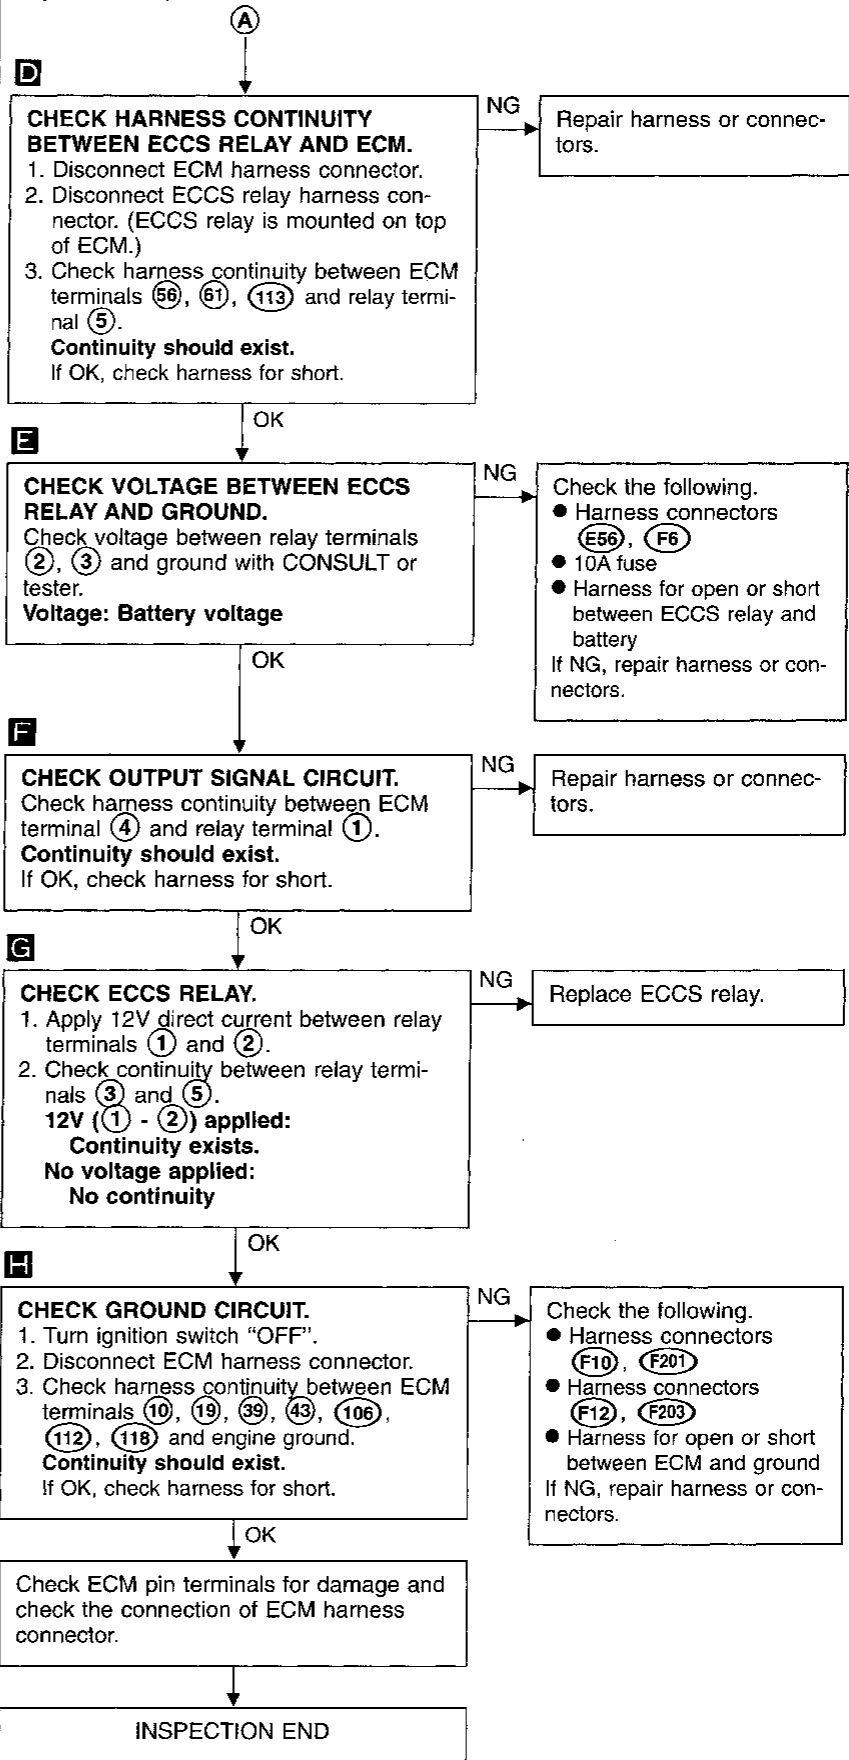 A
D
CHECK HARNESS CONTINUITY
BETWEEN ECCS RELAY AND ECM.
1. Disconnect ECM harness connector.
2. Disconnect ECCS relay harness con-
nector. (ECCS relay is mounted on top
of ECM.)
3. Check harness continuity between ECM
terminals 56, 61, 113 and relay termi-
nal 5.
Continuity should exist.
If OK, check harness for short.
NG
Repair harness or connec-
tors.
OK
E
CHECK VOLTAGE BETWEEN ECCS
RELAY AND GROUND.
Check voltage between relay terminals
2, 3 and ground with CONSULT or
tester.
Voltage: Battery voltage
NG
Check the following.
● Harness connectors
E56, F6
● 10A fuse
● Harness for open or short
between ECCS relay and
battery
If NG, repair harness or con-
nectors.
OK
F
CHECK OUTPUT SIGNAL CIRCUIT.
Check harness continuity between ECM
terminal 4 and relay terminal 1.
Continuity should exist.
If OK, check harness for short.
NG
Repair harness or connec-
tors.
OK
G
CHECK ECCS RELAY.
1. Apply 12V direct current between relay
terminals 1 and 2.
2. Check continuity between relay termi-
nals 3 and 5.
12V (1 - 2) applied:
Continuity exists.
No voltage applied:
No continuity
NG
Replace ECCS relay.
OK
H
CHECK GROUND CIRCUIT.
1. Turn ignition switch “OFF”.
2. Disconnect ECM harness connector.
3. Check harness continuity between ECM
terminals 10, 19, 39, 43, 106,
112, 118 and engine ground.
Continuity should exist.
If OK, check harness for short.
NG
Check the following.
● Harness connectors
F10, F201
● Harness connectors
F12, F203
● Harness for open or short
between ECM and ground
If NG, repair harness or con-
nectors.
OK
Check ECM pin terminals for damage and
check the connection of ECM harness
connector.
INSPECTION END